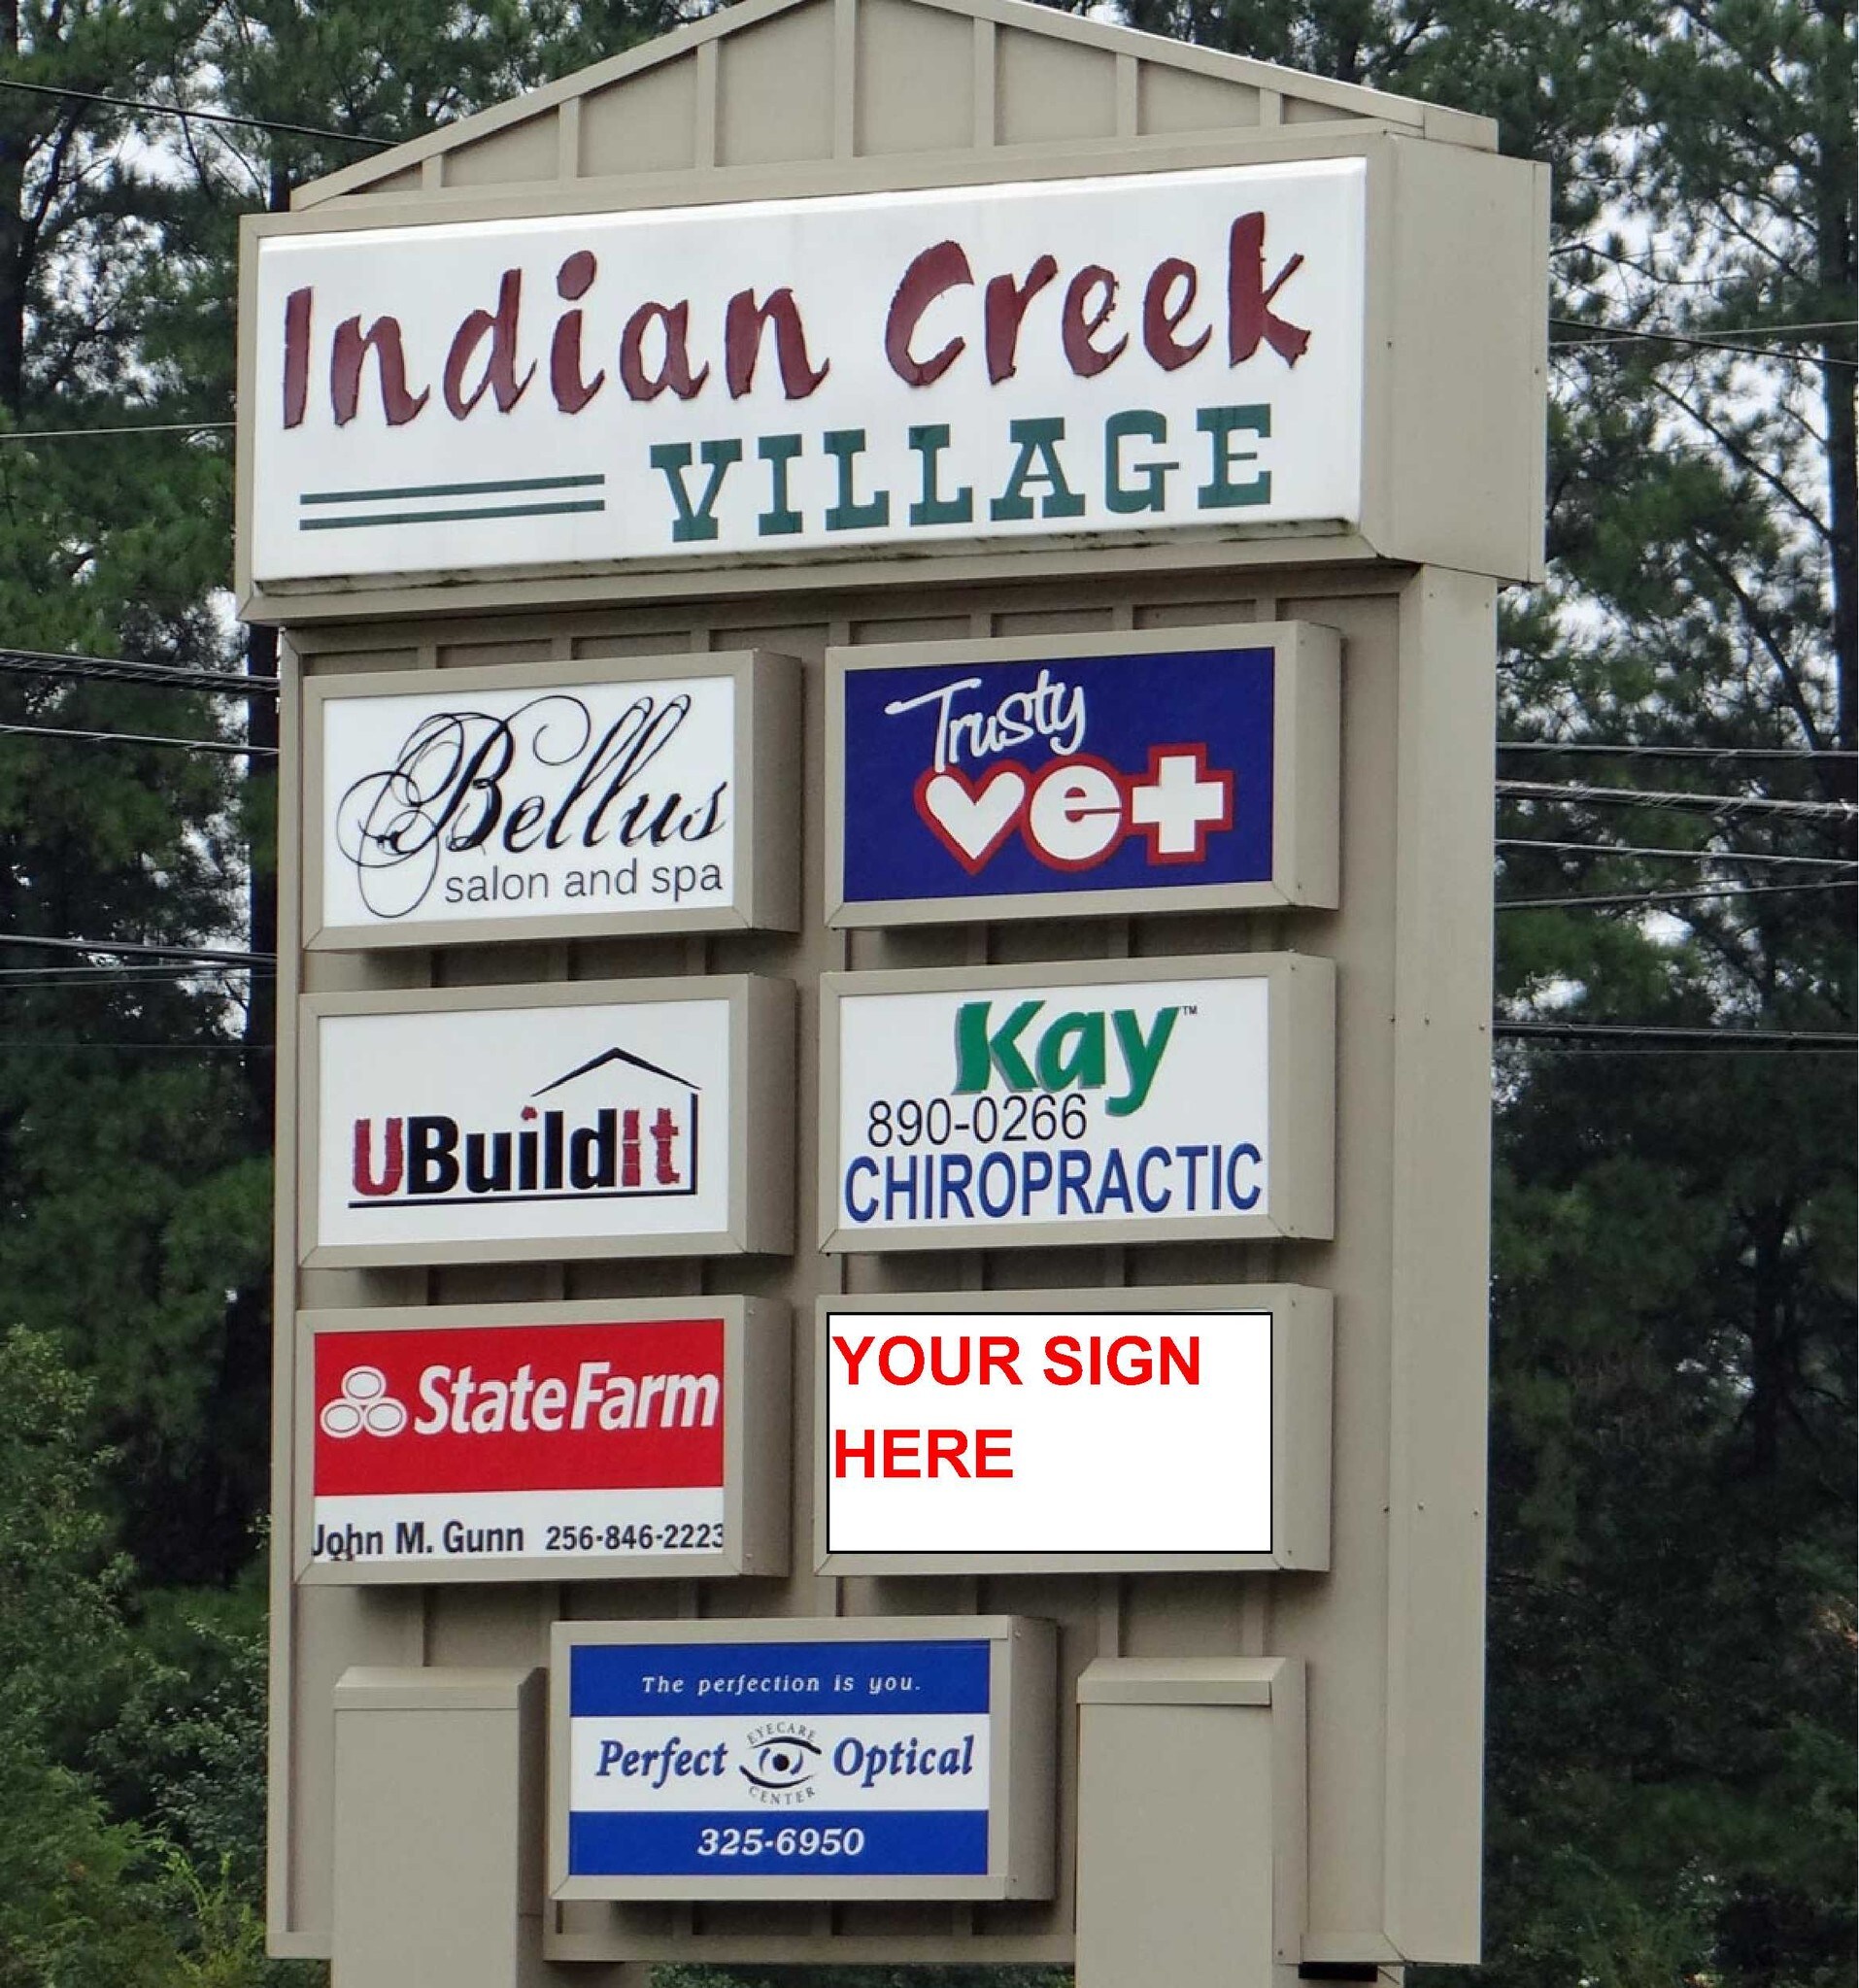 Indian Creek
VILLAGE
Bellus
salon and spa
Trusty
vet
UBuildIt
Kay™
890-0266
CHIROPRACTIC
StateFarm
John M. Gunn 256-846-2223
YOUR SIGN
HERE
The perfection is you.
Perfect EYECARE CENTER Optical
325-6950